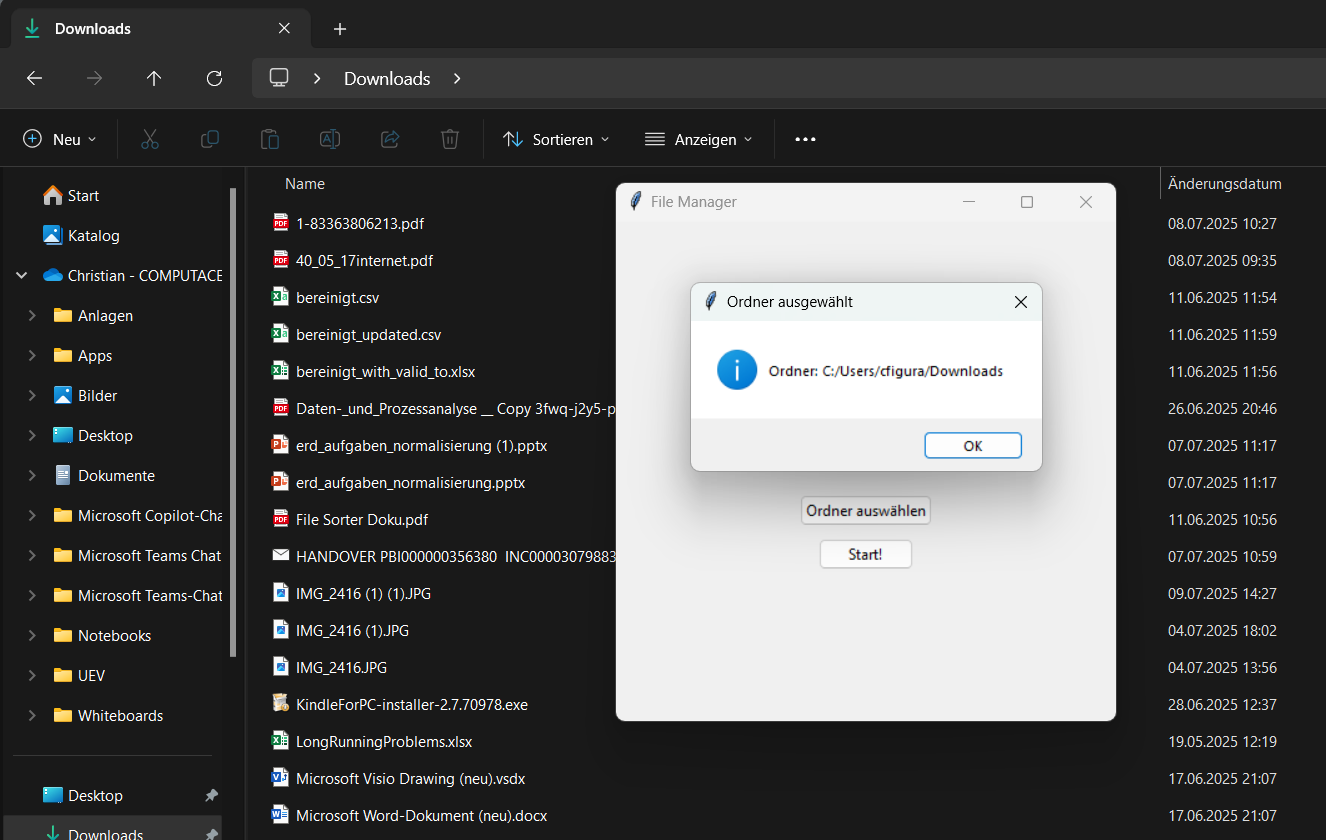 Downloads
Downloads
Neu
Sortieren
Anzeigen
Start
Katalog
Christian - COMPUTACE
Anlagen
Apps
Bilder
Desktop
Dokumente
Microsoft Copilot-Cha
Microsoft Teams Chat
Microsoft Teams-Chat
Notebooks
UEV
Whiteboards
Desktop
Downloads
Name
Änderungsdatum
1-83363806213.pdf
08.07.2025 10:27
40_05_17internet.pdf
08.07.2025 09:35
bereinigt.csv
11.06.2025 11:54
bereinigt_updated.csv
11.06.2025 11:59
bereinigt_with_valid_to.xlsx
11.06.2025 11:56
Daten-_und_Prozessanalyse __ Copy 3fwq-j2y5-p
26.06.2025 20:46
erd_aufgaben_normalisierung (1).pptx
07.07.2025 11:17
erd_aufgaben_normalisierung.pptx
07.07.2025 11:17
File Sorter Doku.pdf
11.06.2025 10:56
HANDOVER PBI000000356380 INC00003079883
07.07.2025 10:59
IMG_2416 (1) (1).JPG
09.07.2025 14:27
IMG_2416 (1).JPG
04.07.2025 18:02
IMG_2416.JPG
04.07.2025 13:56
KindleForPC-installer-2.7.70978.exe
28.06.2025 12:37
LongRunningProblems.xlsx
19.05.2025 12:19
Microsoft Visio Drawing (neu).vsdx
17.06.2025 21:07
Microsoft Word-Dokument (neu).docx
17.06.2025 21:07
File Manager
Ordner ausgewählt
Ordner: C:/Users/cfigura/Downloads
OK
Ordner auswählen
Start!